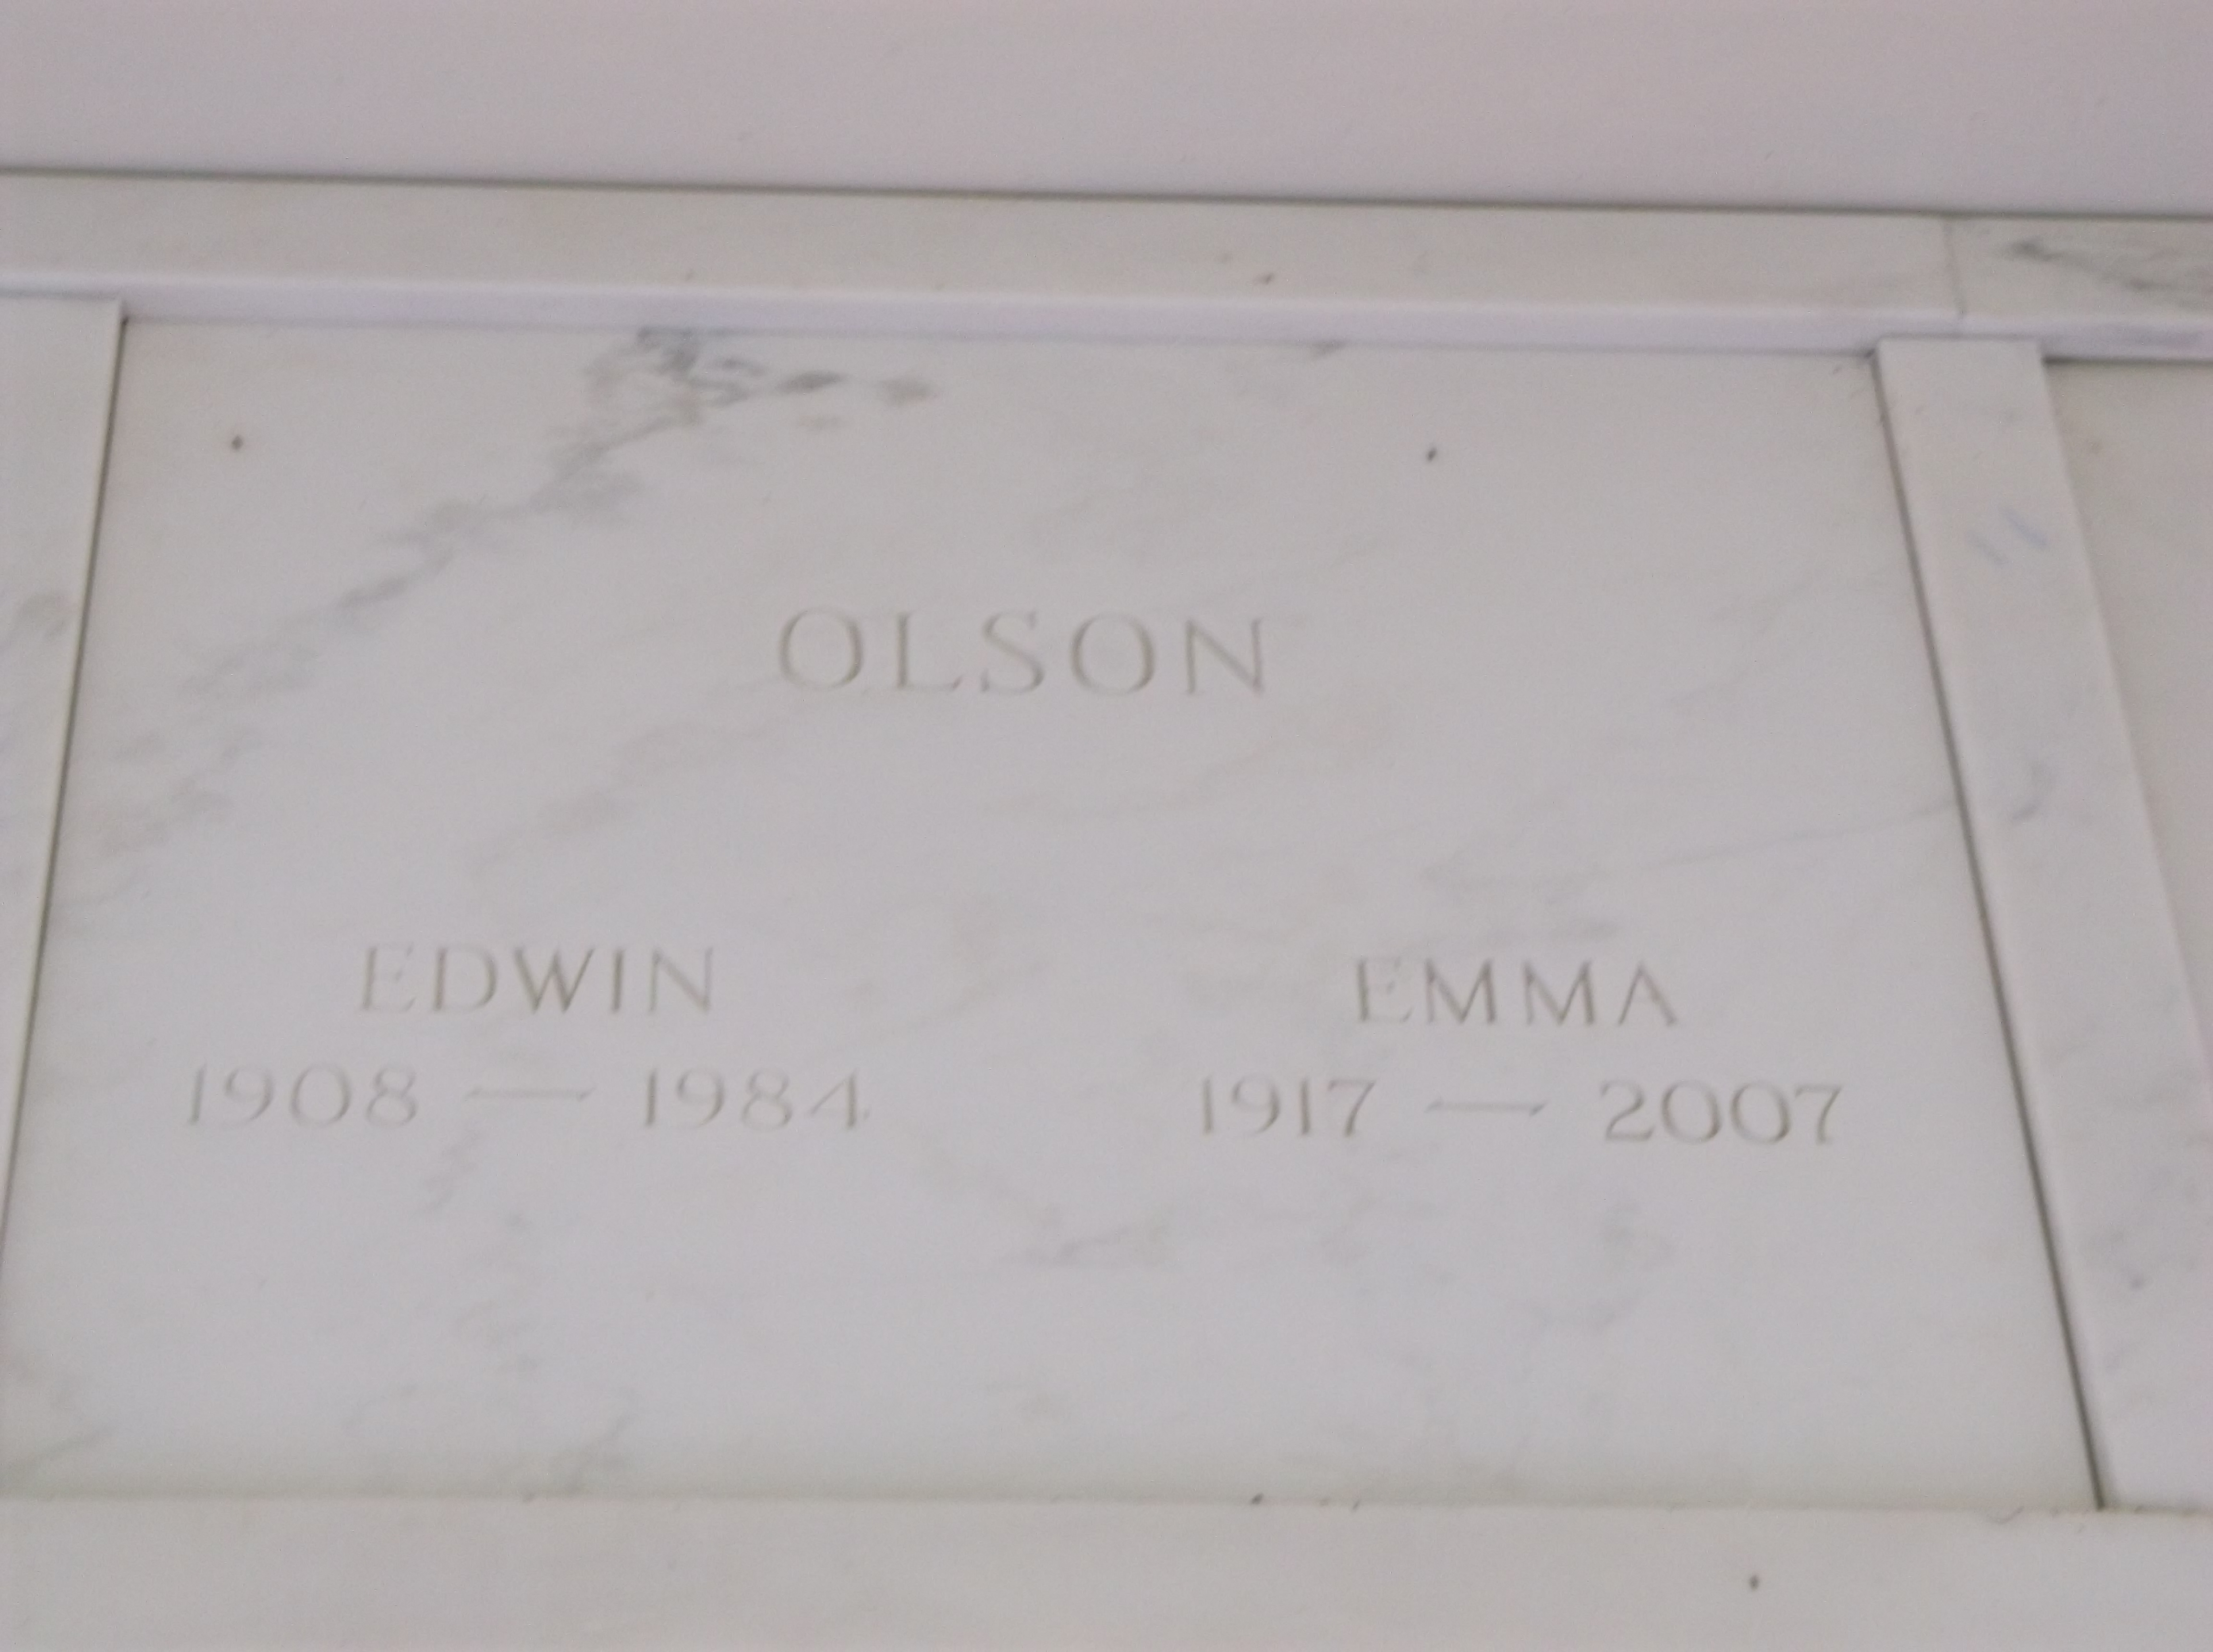 OLSON
EDWIN EMMA
1908 — 1984 1917 — 2007